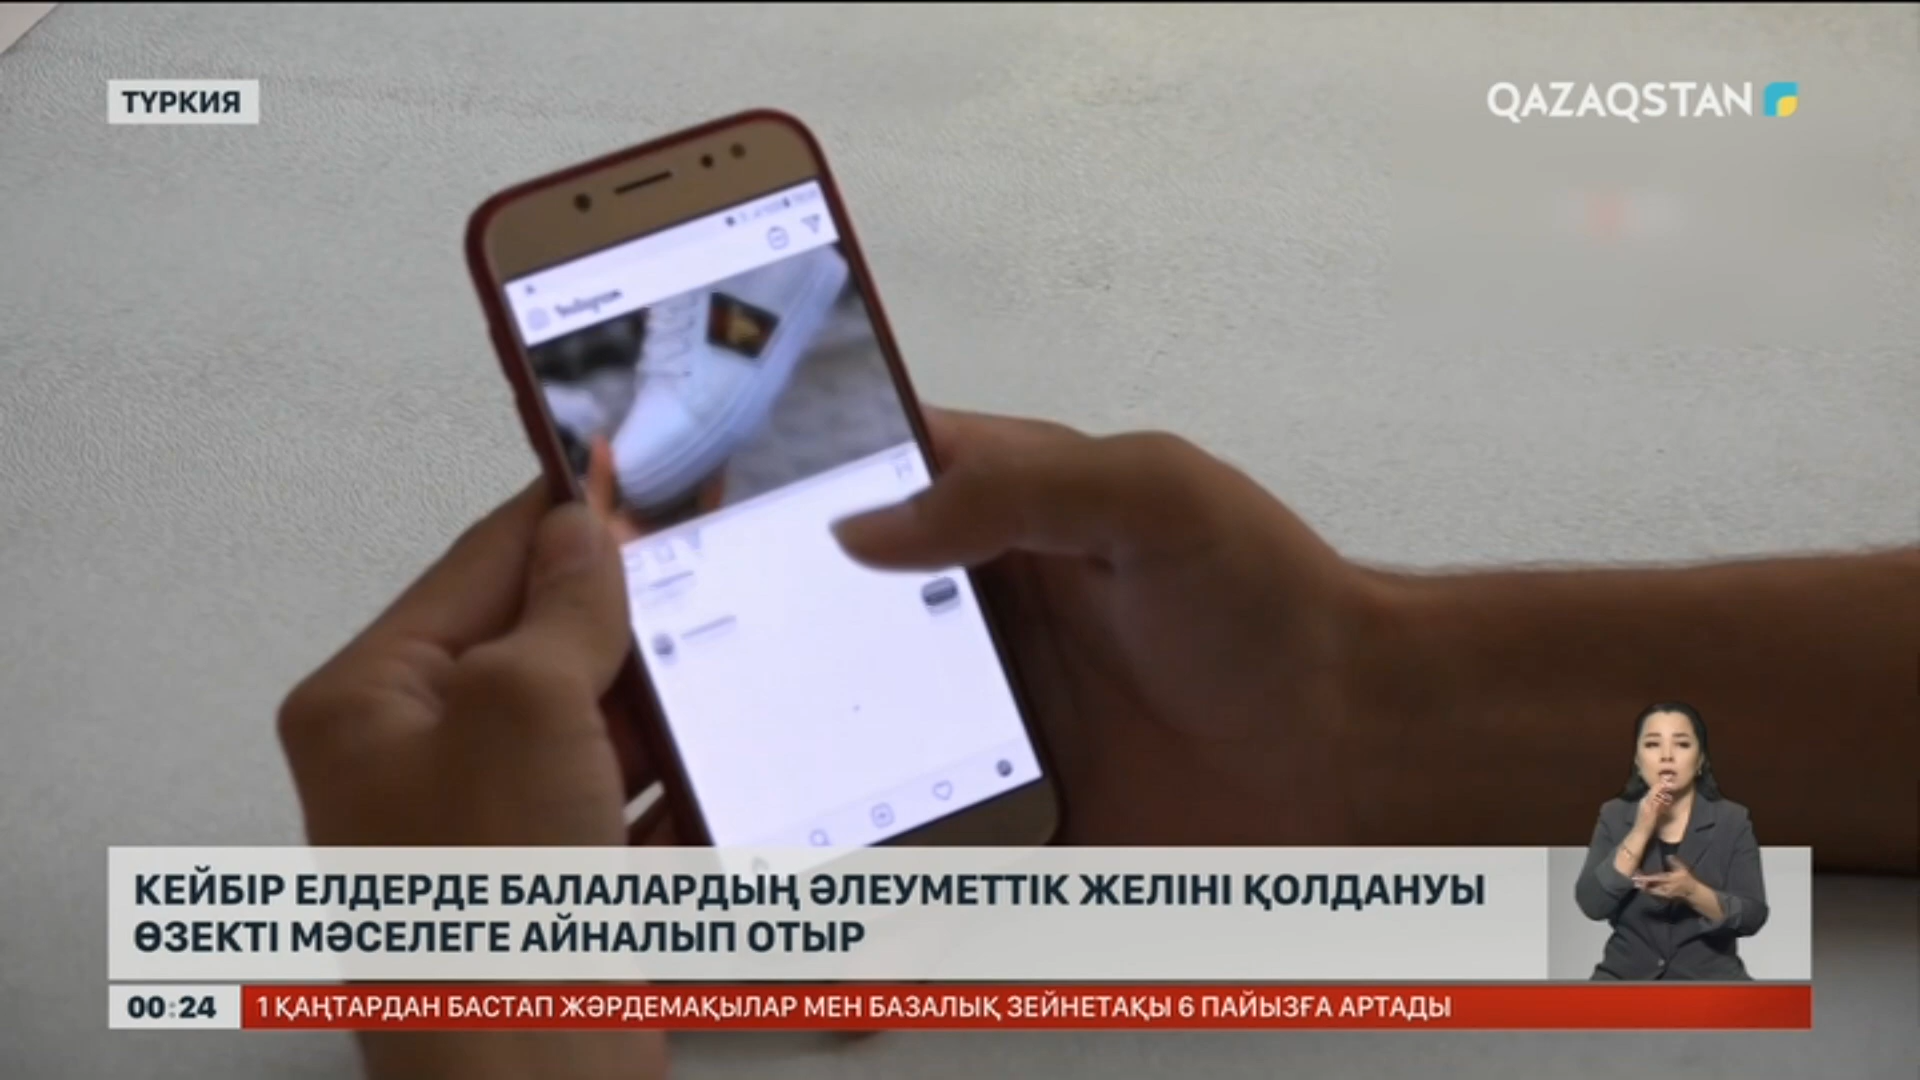 ТҮРКИЯ
QAZAQSTAN
Instagram
КЕЙБІР ЕЛДЕРДЕ БАЛАЛАРДЫҢ ӘЛЕУМЕТТІК ЖЕЛІНІ ҚОЛДАНУЫ
ӨЗЕКТІ МӘСЕЛЕГЕ АЙНАЛЫП ОТЫР
00:24
1 ҚАҢТАРДАН БАСТАП ЖӘРДЕМАҚЫЛАР МЕН БАЗАЛЫҚ ЗЕЙНЕТАҚЫ 6 ПАЙЫЗҒА АРТАДЫ